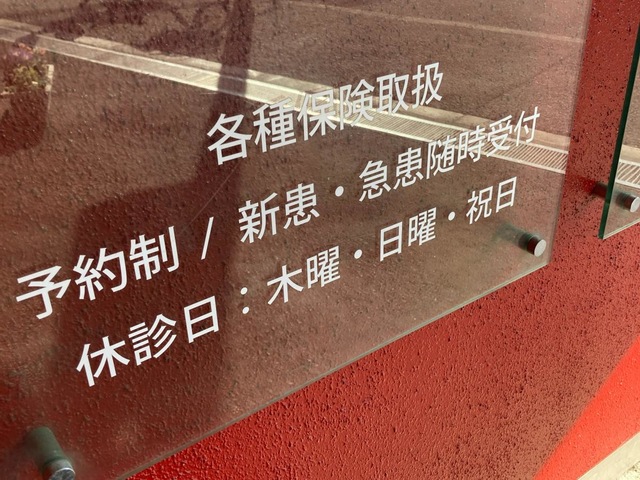 各種保険取扱
予約制 / 新患・急患随時受付
休診日：木曜・日曜・祝日